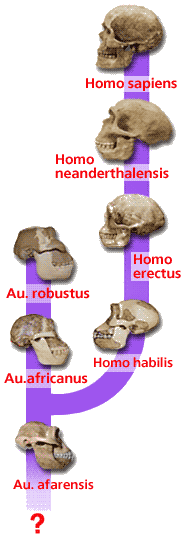 Homo sapiens
Homo
neanderthalensis
Homo
erectus
Au. robustus
Au.africanus
Homo habilis
Au. afarensis
?